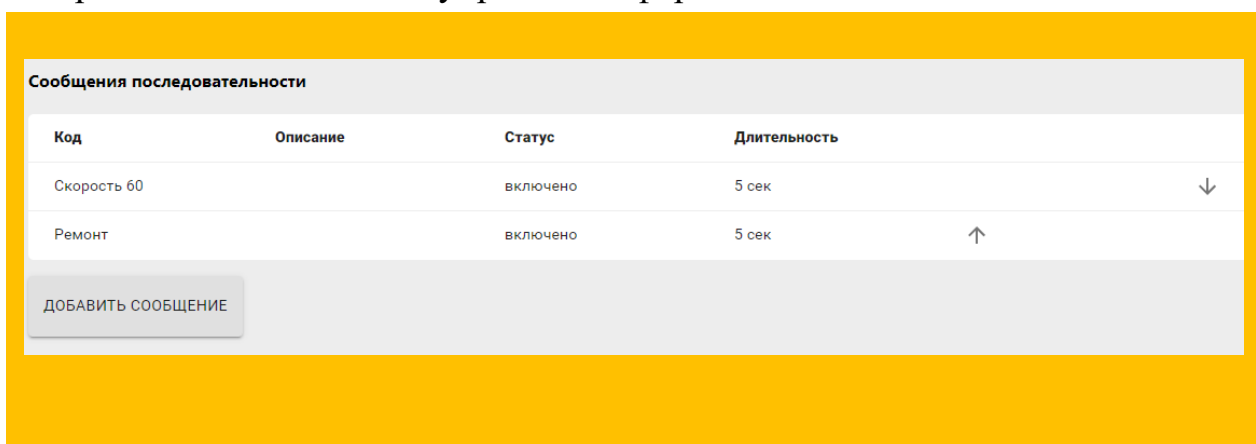 Сообщения последовательности
Код Описание Статус Длительность
Скорость 60 включено 5 сек
Ремонт включено 5 сек
ДОБАВИТЬ СООБЩЕНИЕ